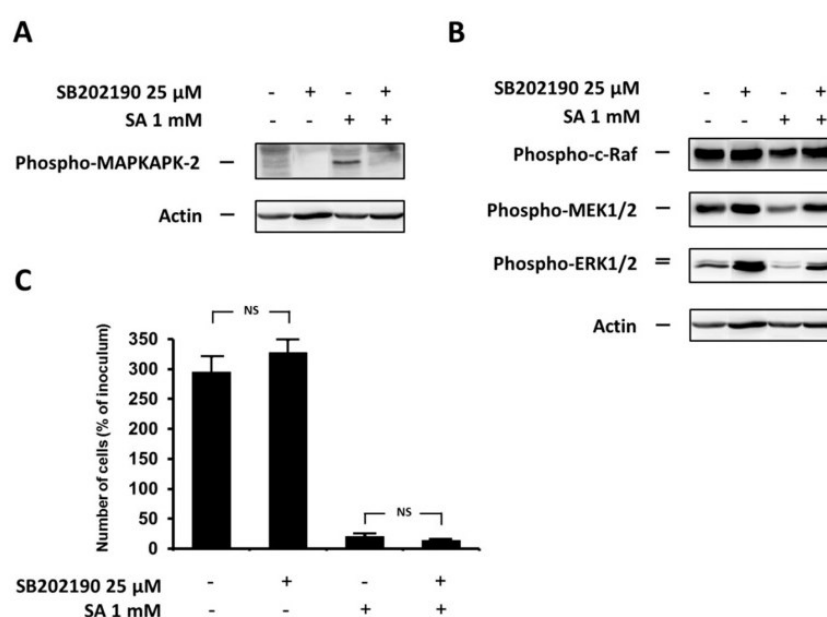 A
SB202190 25 µM - + - +
SA 1 mM - - + +
Phospho-MAPKAPK-2
Actin
B
SB202190 25 µM - + - +
SA 1 mM - - + +
Phospho-c-Raf
Phospho-MEK1/2
Phospho-ERK1/2
Actin
C
NS
NS
Number of cells (% of inoculum)
350
300
250
200
150
100
50
0
SB202190 25 µM - + - +
SA 1 mM - - + +